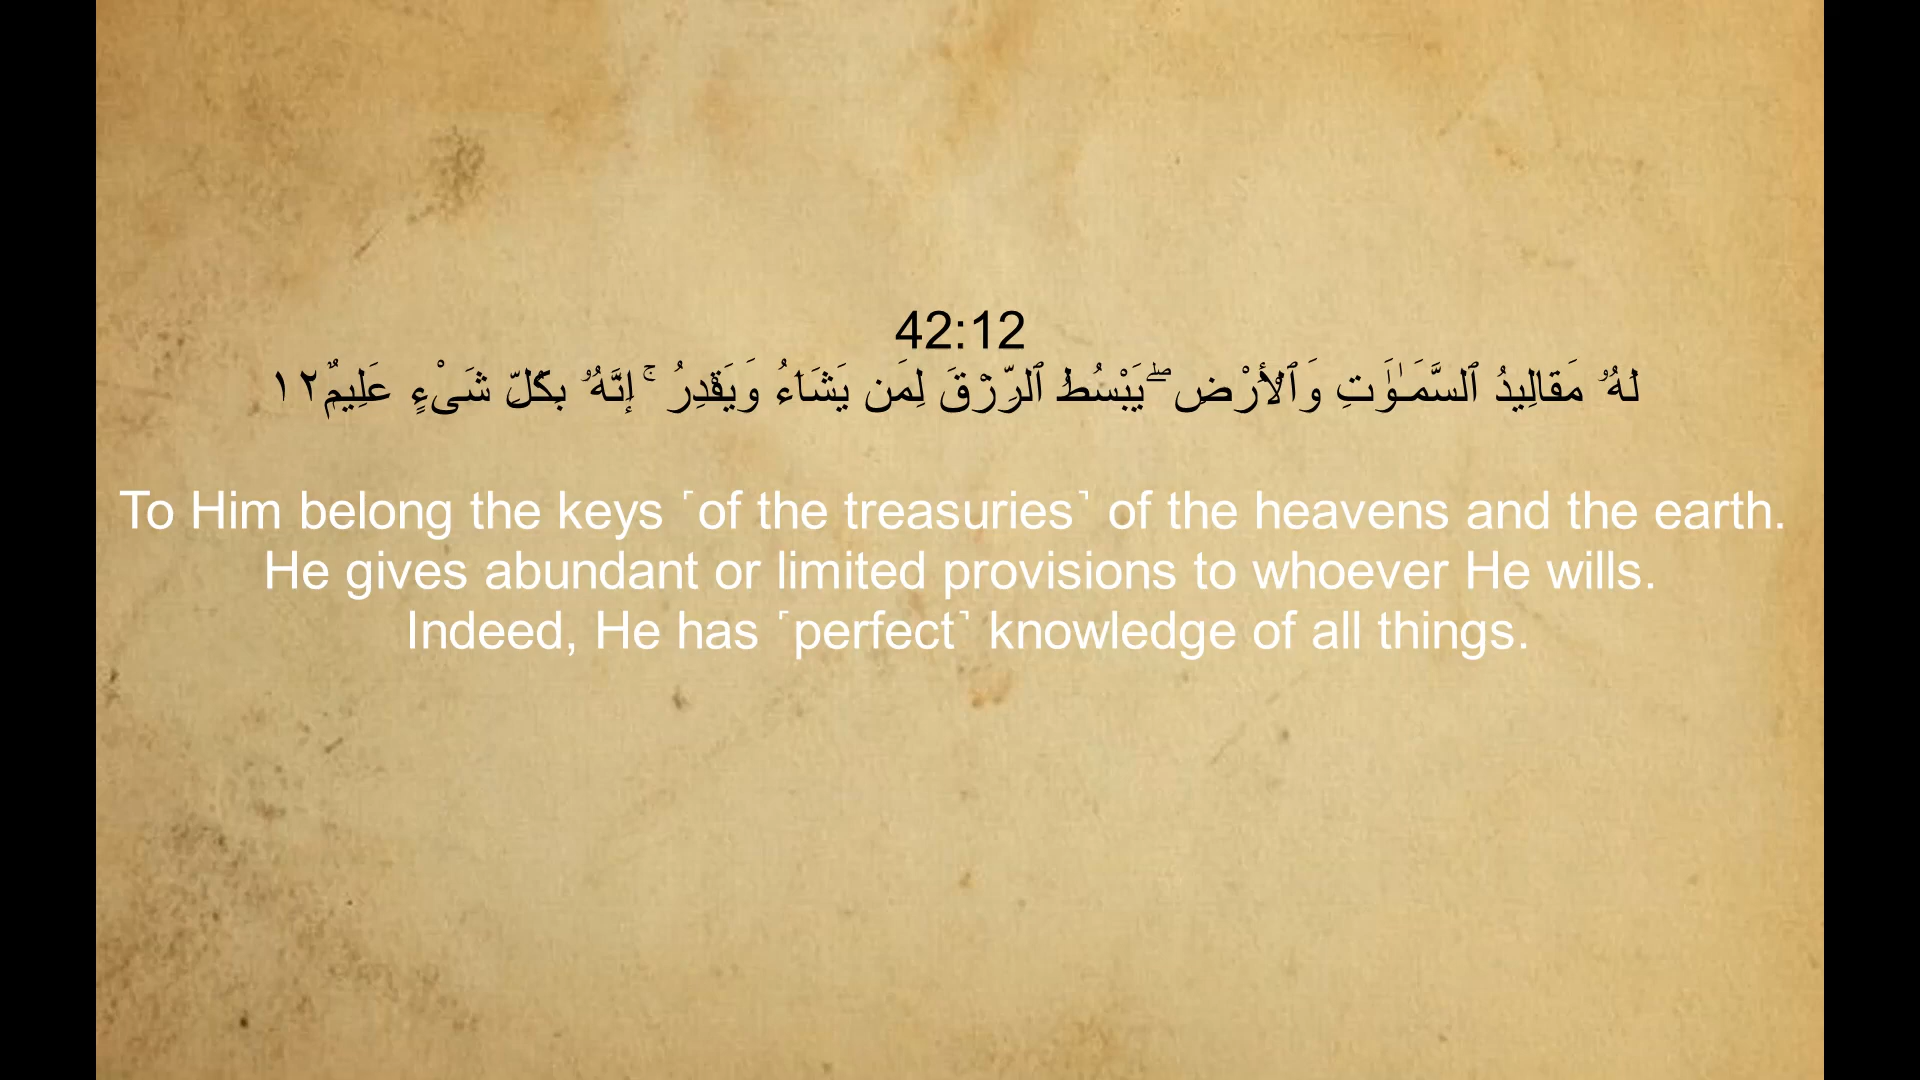 42:12
لَهُۥ مَقَالِيدُ ٱلسَّمَـٰوَٰتِ وَٱلْأَرْضِ ۖ يَبْسُطُ ٱلرِّزْقَ لِمَن يَشَآءُ وَيَقْدِرُ ۚ إِنَّهُۥ بِكُلِّ شَىْءٍ عَلِيمٌ١٢
To Him belong the keys ˹of the treasuries˺ of the heavens and the earth.
He gives abundant or limited provisions to whoever He wills.
Indeed, He has ˹perfect˺ knowledge of all things.